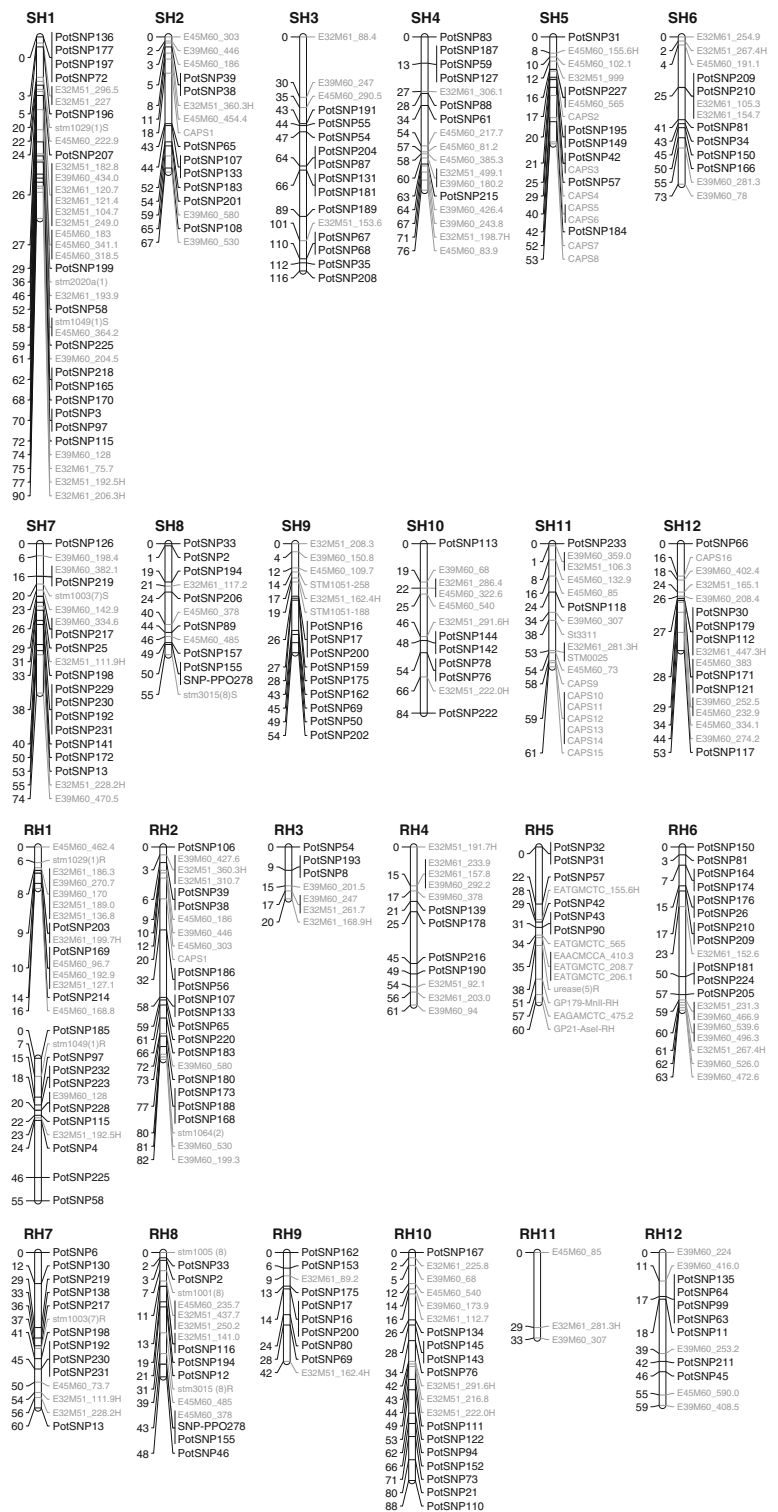 SH1 SH2 SH3 SH4 SH5 SH6
SH1
0 PotSNP136
PotSNP177
PotSNP197
PotSNP72
3 E32M51_296.5
E32M51_227
5 PotSNP196
20 stm1029(1)S
22 E45M60_222.9
24 PotSNP207
26 E32M51_182.8
E39M60_434.0
E32M61_120.7
E32M61_121.4
E32M51_104.7
27 E32M51_249.0
E45M60_183
E45M60_341.1
E45M60_318.5
29 PotSNP199
36 stm2020a(1)
46 E32M61_193.9
52 PotSNP58
58 stm1049(1)S
E45M60_364.2
59 PotSNP225
61 E39M60_204.5
62 PotSNP218
PotSNP165
68 PotSNP170
70 PotSNP3
PotSNP97
72 PotSNP115
74 E39M60_128
75 E32M61_75.7
77 E32M51_192.5H
90 E32M61_206.3H
SH2
0 E45M60_303
2 E39M60_446
3 E45M60_186
5 PotSNP39
PotSNP38
8 E32M51_360.3H
11 E45M60_454.4
18 CAPS1
43 PotSNP65
44 PotSNP107
PotSNP133
52 PotSNP183
54 PotSNP201
59 E39M60_580
65 PotSNP108
67 E39M60_530
SH3
0 E32M61_88.4
30 E39M60_247
35 E45M60_290.5
43 PotSNP191
44 PotSNP55
47 PotSNP54
64 PotSNP204
PotSNP87
66 PotSNP131
PotSNP181
89 PotSNP189
101 E32M51_153.6
110 PotSNP67
PotSNP68
112 PotSNP35
116 PotSNP208
SH4
0 PotSNP83
13 PotSNP187
PotSNP59
PotSNP127
27 E32M61_306.1
28 PotSNP88
34 PotSNP61
54 E45M60_217.7
57 E45M60_81.2
58 E45M60_385.3
60 E32M51_499.1
E39M60_180.2
63 PotSNP215
64 E39M60_426.4
67 E39M60_243.8
71 E32M51_198.7H
76 E45M60_83.9
SH5
0 PotSNP31
8 E45M60_155.6H
10 E45M60_102.1
12 E32M51_999
16 PotSNP227
E45M60_565
17 CAPS2
20 PotSNP195
PotSNP149
21 PotSNP42
CAPS3
25 PotSNP57
29 CAPS4
40 CAPS5
CAPS6
42 PotSNP184
52 CAPS7
53 CAPS8
SH6
0 E32M61_254.9
2 E32M51_267.4H
4 E45M60_191.1
25 PotSNP209
PotSNP210
E32M61_105.3
E32M61_154.7
41 PotSNP81
43 PotSNP34
45 PotSNP150
50 PotSNP166
55 E39M60_281.3
73 E39M60_78
SH7
0 PotSNP126
6 E39M60_198.4
16 E39M60_382.1
PotSNP219
20 stm1003(7)S
23 E39M60_142.9
26 E39M60_334.6
PotSNP217
29 PotSNP25
31 E32M51_111.9H
33 PotSNP198
38 PotSNP229
PotSNP230
PotSNP192
PotSNP231
40 PotSNP141
50 PotSNP172
53 PotSNP13
55 E32M51_228.2H
74 E39M60_470.5
SH8
0 PotSNP33
1 PotSNP2
19 PotSNP194
21 E32M61_117.2
24 PotSNP206
40 E45M60_378
44 PotSNP89
46 E45M60_485
49 PotSNP157
50 PotSNP155
SNP-PPO278
55 stm3015(8)S
SH9
0 E32M51_208.3
4 E39M60_150.8
12 E45M60_109.7
14 STM1051-258
17 E32M51_162.4H
19 STM1051-188
26 PotSNP16
PotSNP17
PotSNP200
27 PotSNP159
28 PotSNP175
43 PotSNP162
45 PotSNP69
49 PotSNP50
54 PotSNP202
SH10
0 PotSNP113
19 E39M60_68
22 E32M61_286.4
E45M60_322.6
25 E45M60_540
46 E32M51_291.6H
48 PotSNP144
PotSNP142
54 PotSNP78
PotSNP76
66 E32M51_222.0H
84 PotSNP222
SH11
0 PotSNP233
1 E39M60_359.0
E32M51_106.3
8 E45M60_132.9
16 E45M60_85
24 PotSNP118
34 E39M60_307
38 St3311
53 E32M61_281.3H
STM0025
54 E45M60_73
58 CAPS9
59 CAPS10
CAPS11
CAPS12
CAPS13
CAPS14
61 CAPS15
SH12
0 PotSNP66
16 CAPS16
18 E39M60_402.4
24 E32M51_165.1
26 E39M60_208.4
27 PotSNP30
PotSNP179
PotSNP112
E32M61_447.3H
28 E45M60_383
PotSNP171
PotSNP121
29 E39M60_252.5
E45M60_232.9
34 E45M60_334.1
44 E39M60_274.2
53 PotSNP117
RH1
0 E45M60_462.4
6 stm1029(1)R
9 E32M61_186.3
E39M60_270.7
E39M60_170
E32M51_189.0
E32M51_136.8
PotSNP203
E32M61_199.7H
10 PotSNP169
E45M60_96.7
E45M60_192.9
E32M51_127.1
14 PotSNP214
16 E45M60_168.8
0 PotSNP185
7 stm1049(1)R
15 PotSNP97
18 PotSNP232
PotSNP223
20 E39M60_128
PotSNP228
22 PotSNP115
23 E32M51_192.5H
24 PotSNP4
46 PotSNP225
55 PotSNP58
RH2
0 PotSNP106
3 E39M60_427.6
E32M51_360.3H
E32M51_310.7
6 PotSNP39
9 PotSNP38
9 E45M60_186
10 E39M60_446
12 E45M60_303
20 CAPS1
32 PotSNP186
PotSNP56
58 PotSNP107
PotSNP133
59 PotSNP65
61 PotSNP220
66 PotSNP183
72 E39M60_580
73 PotSNP180
77 PotSNP173
PotSNP188
PotSNP168
80 stm1064(2)
81 E39M60_530
82 E39M60_199.3
RH3
0 PotSNP54
9 PotSNP193
PotSNP8
15 E39M60_201.5
17 E39M60_247
E32M51_261.7
20 E32M61_168.9H
RH4
0 E32M51_191.7H
15 E32M61_233.9
E32M61_157.8
E39M60_292.2
17 E39M60_378
21 PotSNP139
25 PotSNP178
45 PotSNP216
49 PotSNP190
54 E32M51_92.1
56 E32M61_203.0
61 E39M60_94
RH5
0 PotSNP32
PotSNP31
22 PotSNP57
28 EATGMCTC_155.6H
29 PotSNP42
31 PotSNP43
PotSNP90
34 EATGMCTC_565
35 EAACMCCA_410.3
EATGMCTC_208.7
EATGMCTC_206.1
38 urease(5)R
51 GP179-MnII-RH
57 EAGAMCTC_475.2
60 GP21-AseI-RH
RH6
0 PotSNP150
3 PotSNP81
7 PotSNP164
PotSNP174
15 PotSNP176
PotSNP26
17 PotSNP210
PotSNP209
23 E32M61_152.6
50 PotSNP181
PotSNP224
57 PotSNP205
59 E32M51_231.3
E39M60_466.9
60 E39M60_539.6
E39M60_496.3
61 E32M51_267.4H
62 E39M60_526.0
63 E39M60_472.6
RH7
0 PotSNP6
12 PotSNP130
29 PotSNP219
33 PotSNP138
36 PotSNP217
37 stm1003(7)R
41 PotSNP198
45 PotSNP192
PotSNP230
PotSNP231
50 E45M60_73.7
54 E32M51_111.9H
56 E32M51_228.2H
60 PotSNP13
RH8
0 stm1005 (8)
2 PotSNP33
3 PotSNP2
7 stm1001(8)
11 E45M60_235.7
E32M51_437.7
E32M51_250.2
13 E32M51_141.0
PotSNP116
19 PotSNP194
21 PotSNP12
31 stm3015 (8)R
39 E45M60_485
43 E45M60_378
SNP-PPO278
PotSNP155
48 PotSNP46
RH9
0 PotSNP162
6 PotSNP153
9 E32M61_89.2
13 PotSNP175
14 PotSNP17
PotSNP16
PotSNP200
24 PotSNP80
28 PotSNP69
42 E32M51_162.4H
RH10
0 PotSNP167
2 E32M61_225.8
5 E39M60_68
12 E45M60_540
14 E39M60_173.9
16 E32M61_112.7
26 PotSNP134
28 PotSNP145
PotSNP143
34 PotSNP76
42 E32M51_291.6H
43 E32M51_216.8
44 E32M51_222.0H
49 PotSNP111
53 PotSNP122
62 PotSNP94
66 PotSNP152
71 PotSNP73
80 PotSNP21
88 PotSNP110
RH11
0 E45M60_85
29 E32M61_281.3H
33 E39M60_307
RH12
0 E39M60_224
11 E39M60_416.0
17 PotSNP135
PotSNP64
PotSNP99
PotSNP63
18 PotSNP11
39 E39M60_253.2
42 PotSNP211
46 PotSNP45
55 E45M60_590.0
59 E39M60_408.5